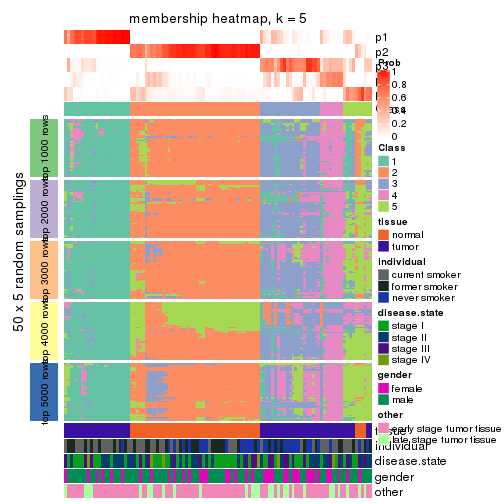 membership heatmap, k = 5
p1
p2
p3
Prob
1
0.8
0.6
0.4
0.2
0
Class
1
2
3
4
5
tissue
normal
tumor
individual
current smoker
former smoker
never smoker
disease.state
stage I
stage II
stage III
stage IV
gender
female
male
other
early stage tumor tissue
late stage tumor tissue
50 x 5 random samplings
top 1000 rows
top 2000 rows
top 3000 rows
top 4000 rows
top 5000 rows
individual
disease.state
gender
other